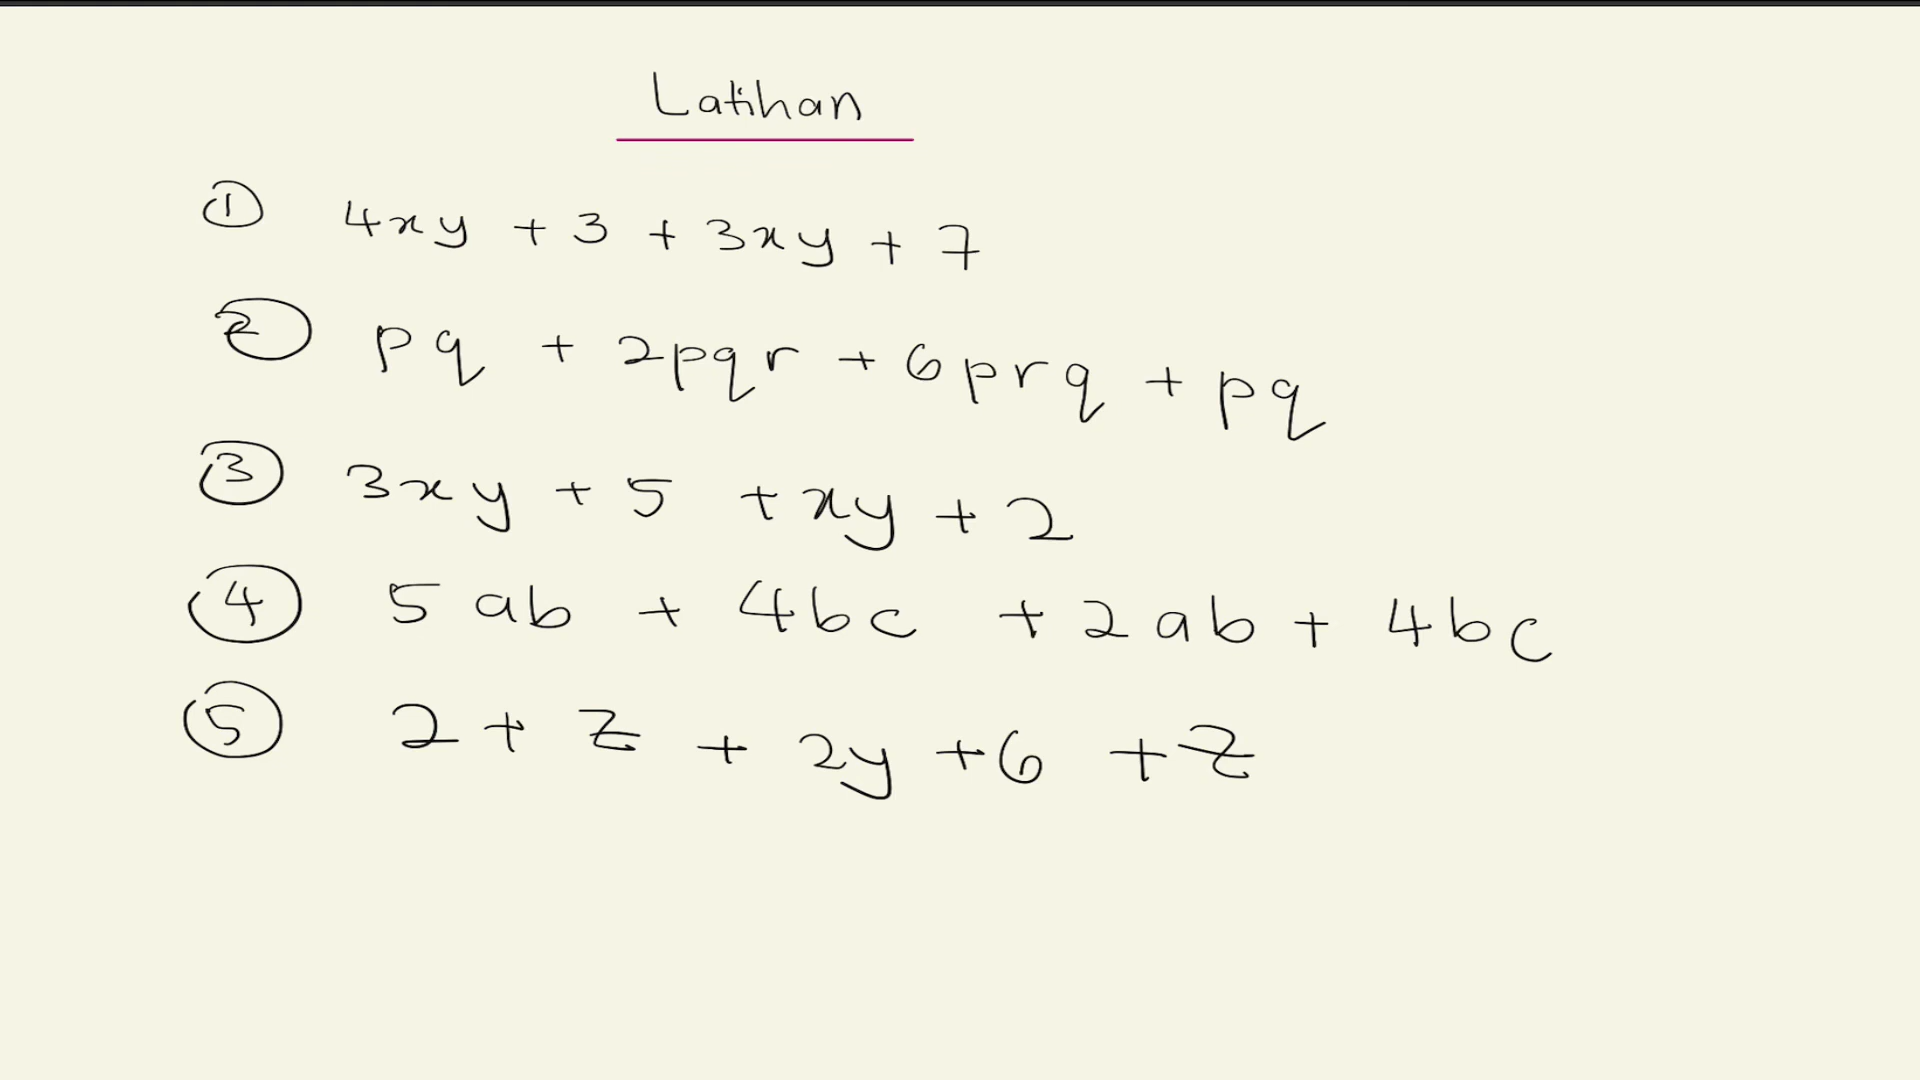 Latihan
① 4xy + 3 + 3xy + 7
② pq + 2pqr + 6prq + pq
③ 3xy + 5 + xy + 2
④ 5ab + 4bc + 2ab + 4bc
⑤ 2 + z + 2y + 6 + z